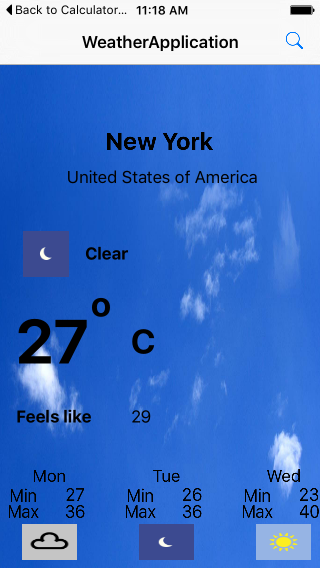 Back to Calculator... 11:18 AM
WeatherApplication
New York
United States of America
Clear
27° C
Feels like 29
Mon Tue Wed
Min 27 Min 26 Min 23
Max 36 Max 36 Max 40